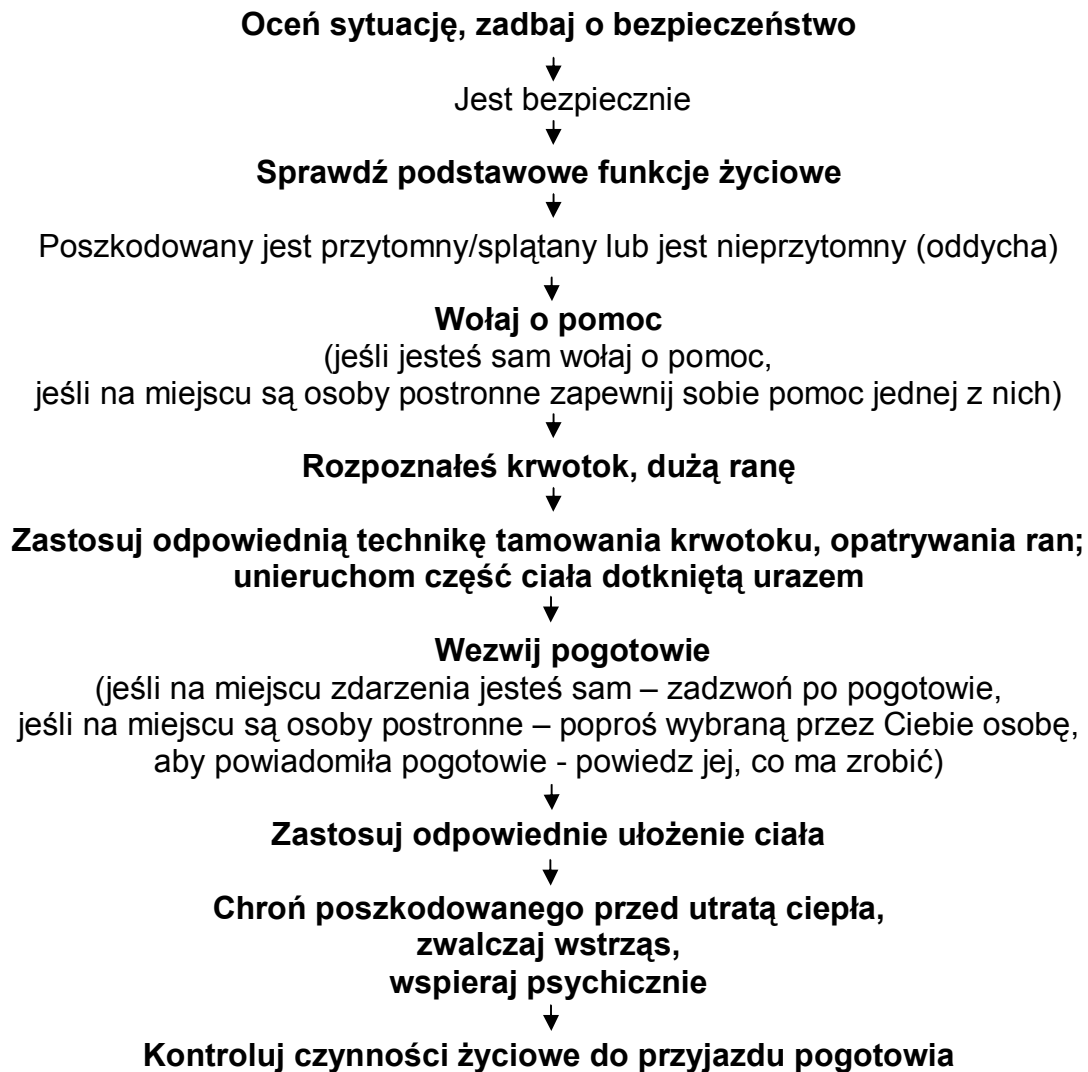 Oceń sytuację, zadbaj o bezpieczeństwo
Jest bezpiecznie
Sprawdź podstawowe funkcje życiowe
Poszkodowany jest przytomny/splątany lub jest nieprzytomny (oddycha)
Wołaj o pomoc
(jeśli jesteś sam wołaj o pomoc,
jeśli na miejscu są osoby postronne zapewnij sobie pomoc jednej z nich)
Rozpoznałeś krwotok, dużą ranę
Zastosuj odpowiednią technikę tamowania krwotoku, opatrywania ran;
unieruchom część ciała dotkniętą urazem
Wezwij pogotowie
(jeśli na miejscu zdarzenia jesteś sam – zadzwoń po pogotowie,
jeśli na miejscu są osoby postronne – poproś wybraną przez Ciebie osobę,
aby powiadomiła pogotowie - powiedz jej, co ma zrobić)
Zastosuj odpowiednie ułożenie ciała
Chroń poszkodowanego przed utratą ciepła,
zwalczaj wstrząs,
wspieraj psychicznie
Kontroluj czynności życiowe do przyjazdu pogotowia